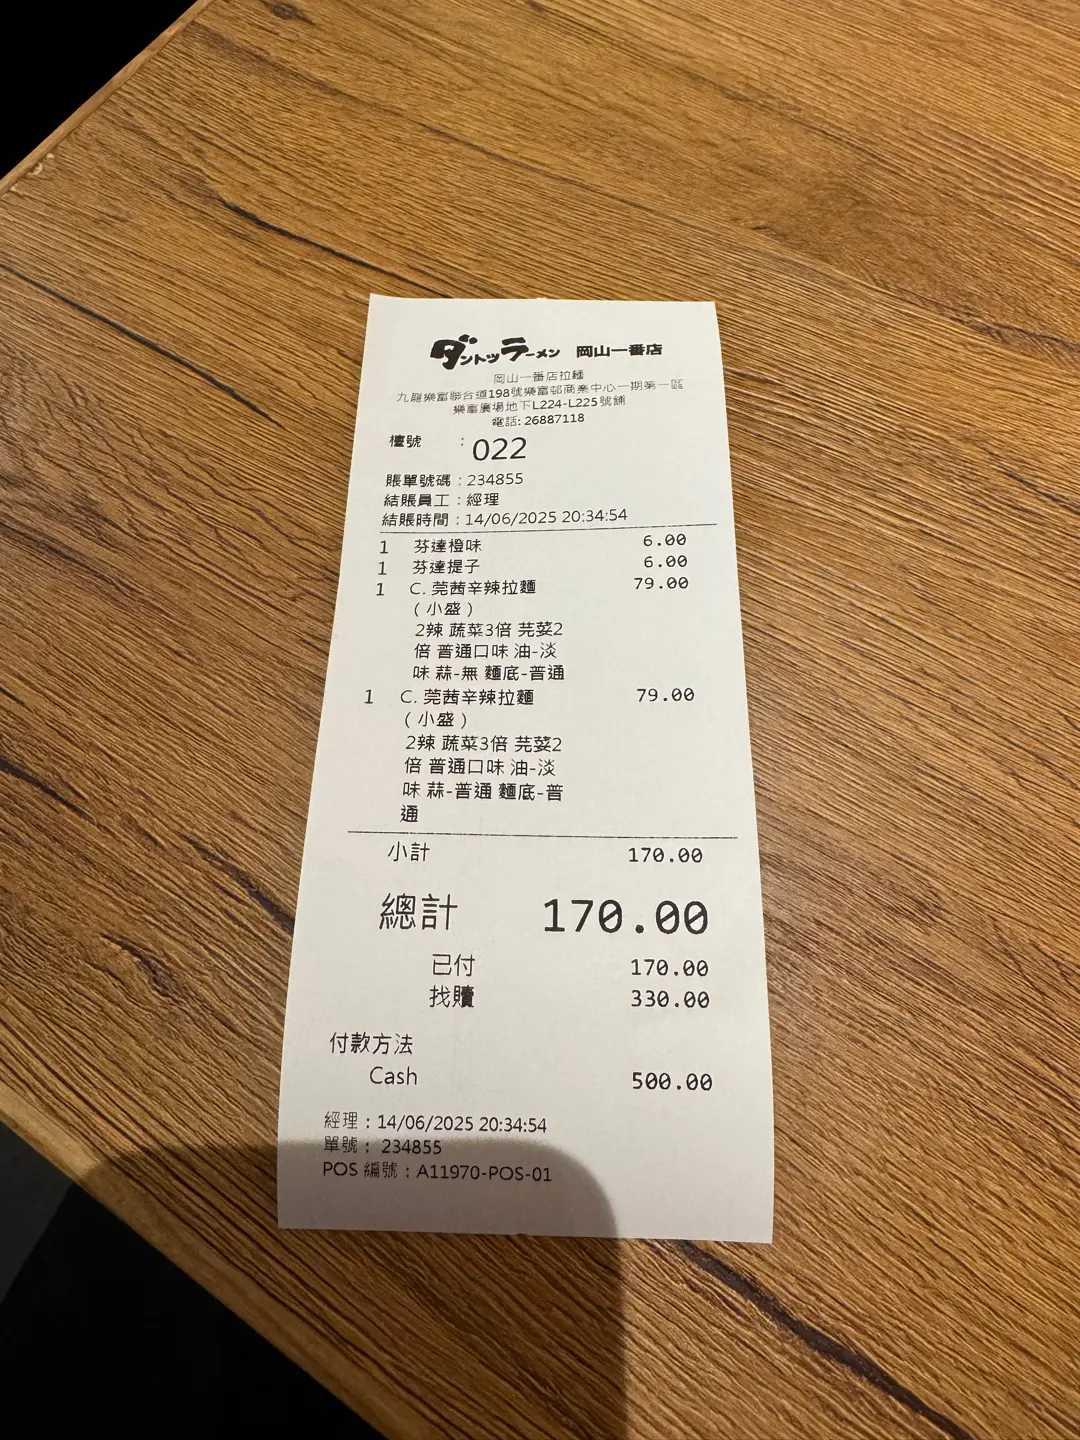 ダントツラーメン 岡山一番店
岡山一番店拉麵
九龍樂富聯合道198號樂富邨商業中心一期第一區
樂富廣場地下L224-L225號鋪
電話: 26887118
檯號 : 022
賬單號碼 : 234855
結賬員工 : 經理
結賬時間 : 14/06/2025 20:34:54
1 芬達橙味 6.00
1 芬達提子 6.00
1 C. 莞茜辛辣拉麵 79.00
( 小盛 )
2辣 蔬菜3倍 芫荽2
倍 普通口味 油-淡
味 蒜-無 麵底-普通
1 C. 莞茜辛辣拉麵 79.00
( 小盛 )
2辣 蔬菜3倍 芫荽2
倍 普通口味 油-淡
味 蒜-普通 麵底-普
通
小計 170.00
總計 170.00
已付 170.00
找贖 330.00
付款方法
Cash 500.00
經理 : 14/06/2025 20:34:54
單號 : 234855
POS 編號 : A11970-POS-01